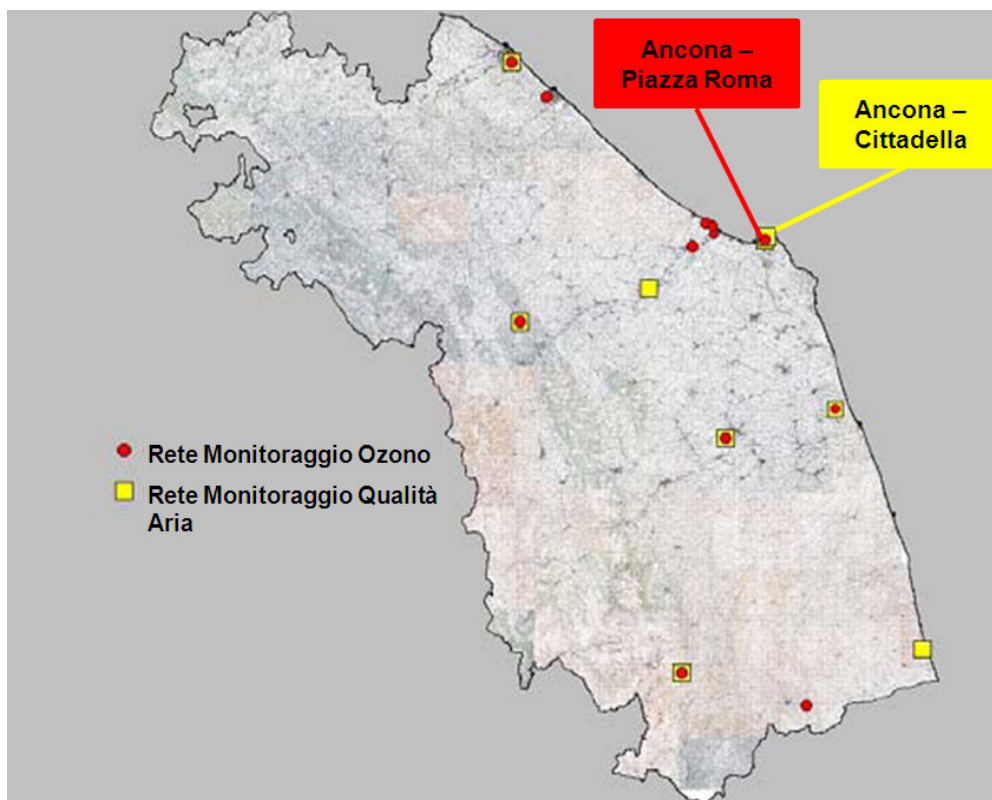 Ancona –
Piazza Roma
Ancona –
Cittadella
Rete Monitoraggio Ozono
Rete Monitoraggio Qualità
Aria